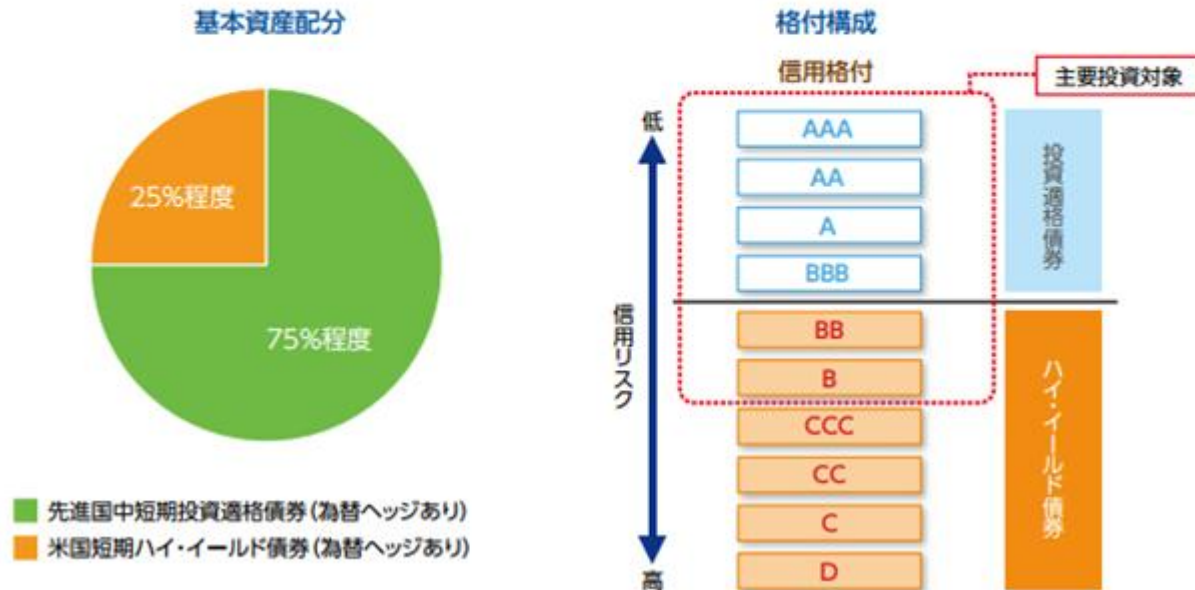 基本資産配分
25%程度
75%程度
先進国中短期投資適格債券(為替ヘッジあり)
米国短期ハイ・イールド債券(為替ヘッジあり)
格付構成
信用格付
主要投資対象
低
信用リスク
高
AAA
AA
A
BBB
BB
B
CCC
CC
C
D
投資適格債券
ハイ・イールド債券